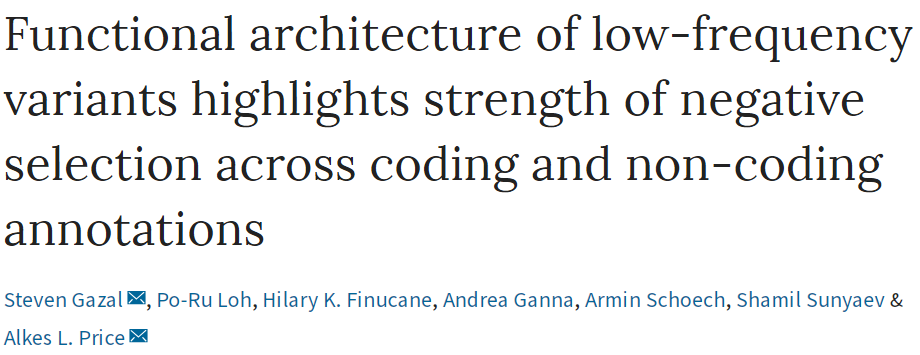 Functional architecture of low-frequency
variants highlights strength of negative
selection across coding and non-coding
annotations
Steven Gazal, Po-Ru Loh, Hilary K. Finucane, Andrea Ganna, Armin Schoech, Shamil Sunyaev &
Alkes L. Price